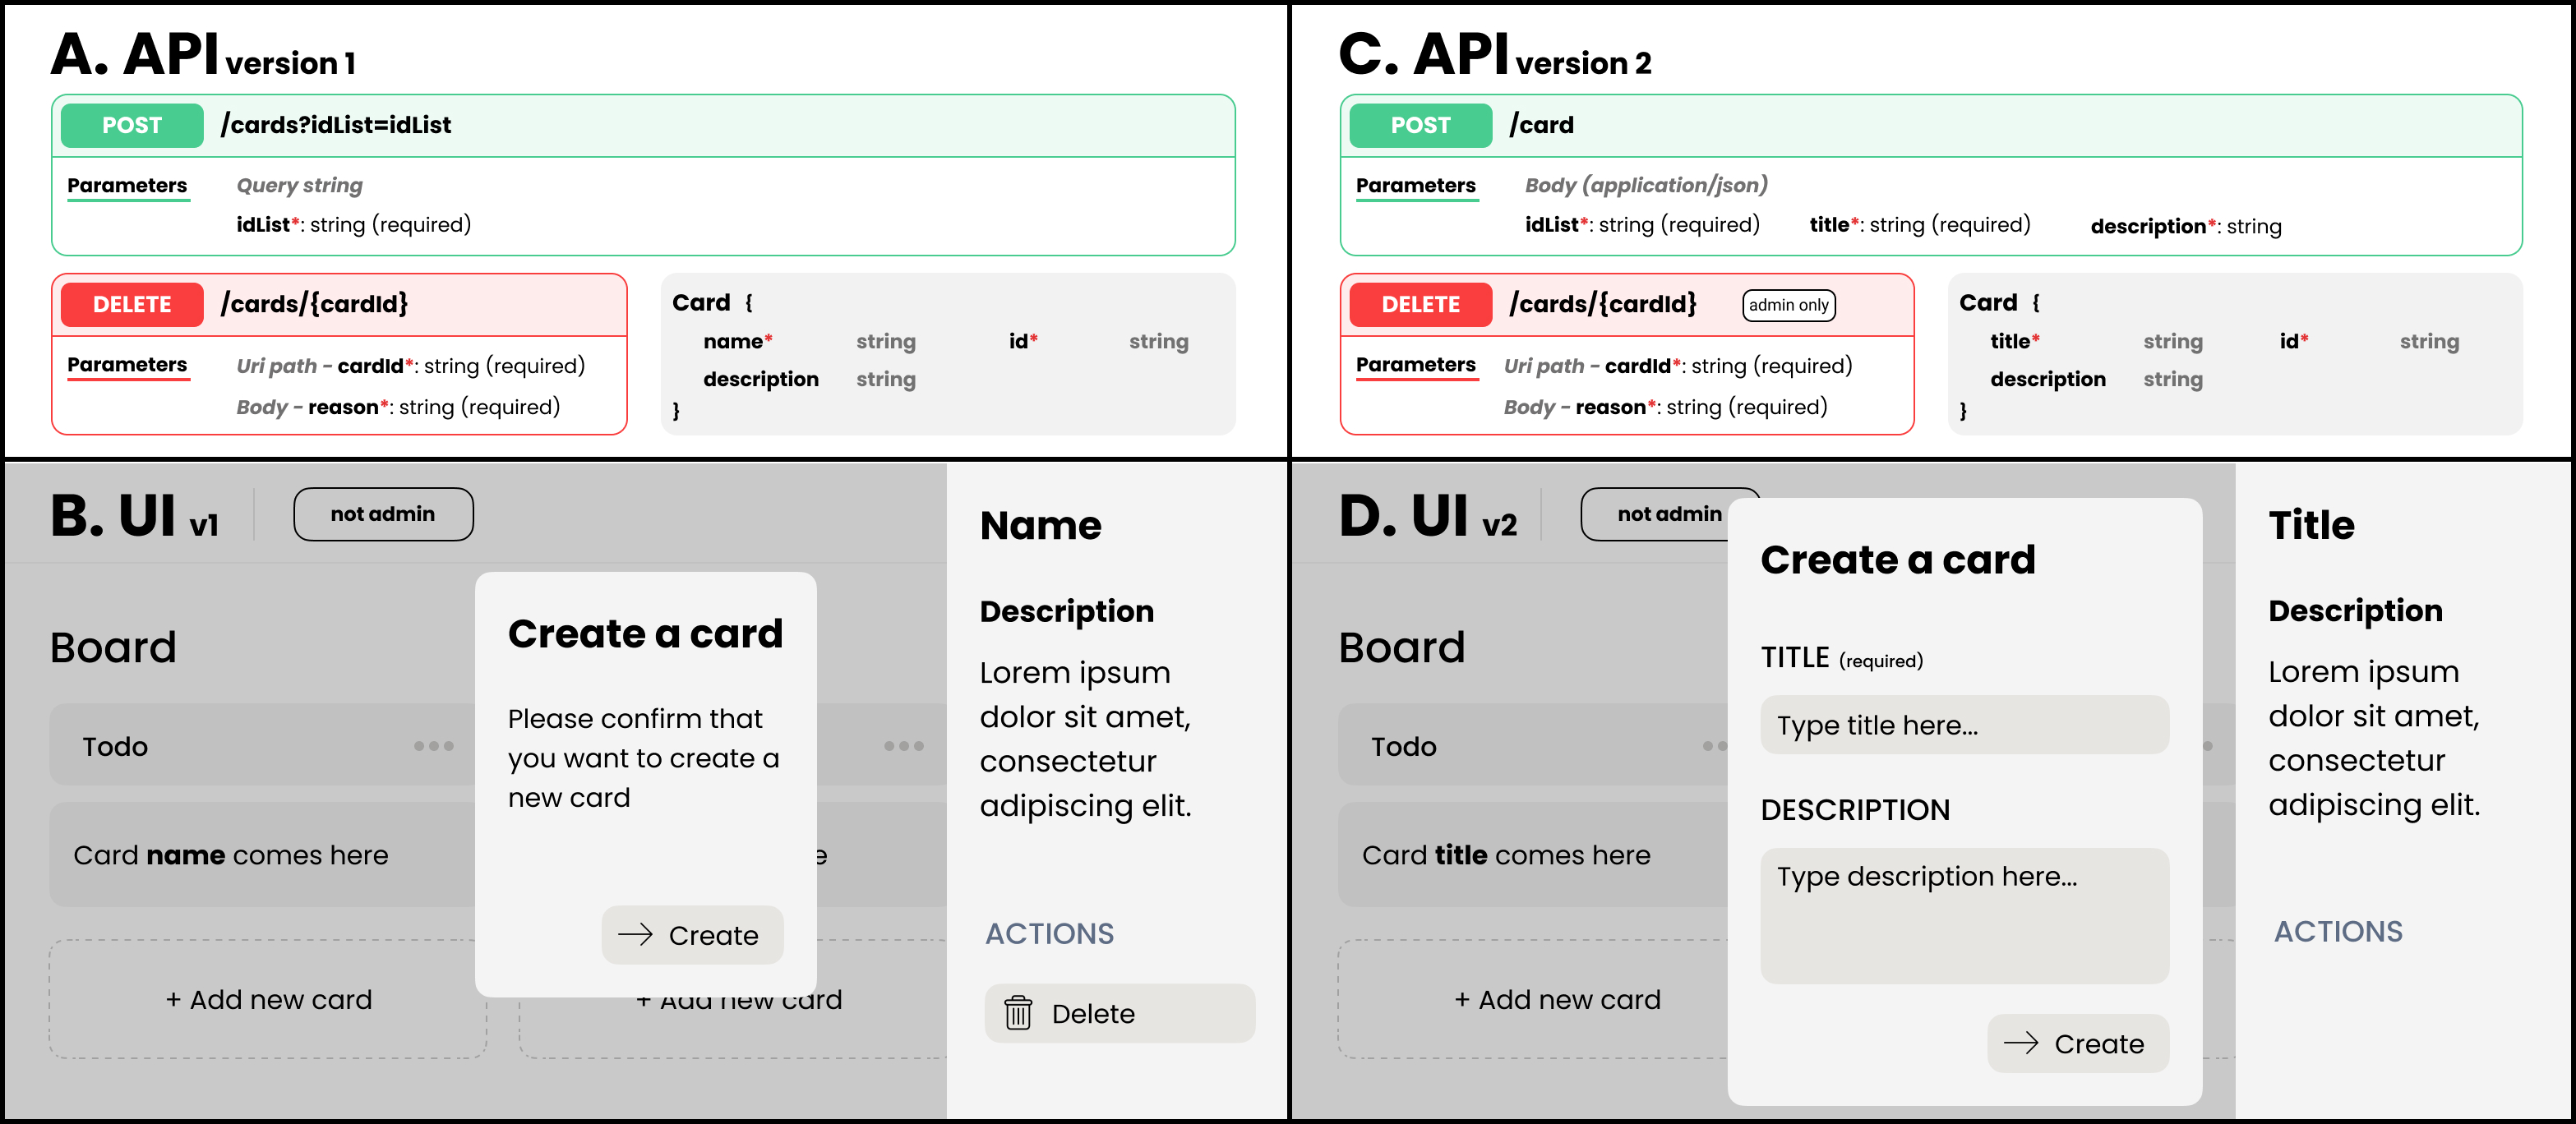 A. API version 1
POST /cards?idList=idList
Parameters Query string
idList*: string (required)
DELETE /cards/{cardId}
Parameters Uri path - cardId*: string (required)
Body - reason*: string (required)
Card {
name* string id* string
description string
}
C. API version 2
POST /card
Parameters Body (application/json)
idList*: string (required) title*: string (required) description*: string
DELETE /cards/{cardId} admin only
Parameters Uri path - cardId*: string (required)
Body - reason*: string (required)
Card {
title* string id* string
description string
}
B. UI v1 not admin
Board
Todo
Card name comes here
+ Add new card
+ Add new card
Create a card
Please confirm that
you want to create a
new card
→ Create
Name
Description
Lorem ipsum
dolor sit amet,
consectetur
adipiscing elit.
ACTIONS
Delete
D. UI v2 not admin
Board
Todo
Card title comes here
+ Add new card
Create a card
TITLE (required)
Type title here...
DESCRIPTION
Type description here...
→ Create
Title
Description
Lorem ipsum
dolor sit amet,
consectetur
adipiscing elit.
ACTIONS